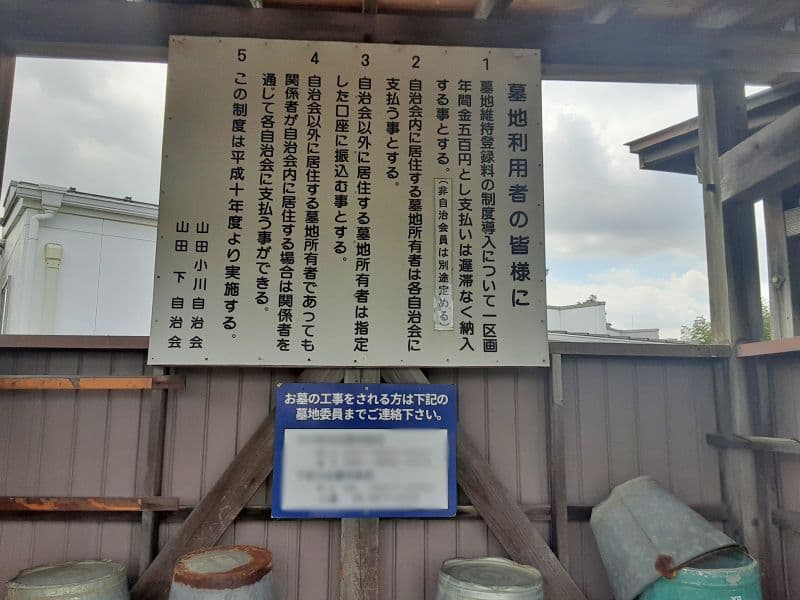 墓地利用者の皆様に
1 墓地維持登録料の制度導入について一区画
年間金五百円とし支払いは遅滞なく納入
する事とする。(非自治会員は別途定める)
2 自治会内に居住する墓地所有者は各自治会に
支払う事とする。
3 自治会以外に居住する墓地所有者は指定
した口座に振込む事とする。
4 自治会以外に居住する墓地所有者であつても
関係者が自治会内に居住する場合は関係者を
通じて各自治会に支払う事ができる。
5 この制度は平成十年度より実施する。
山田小川自治会
山田 下 自治会
お墓の工事をされる方は下記の
墓地委員までご連絡下さい。